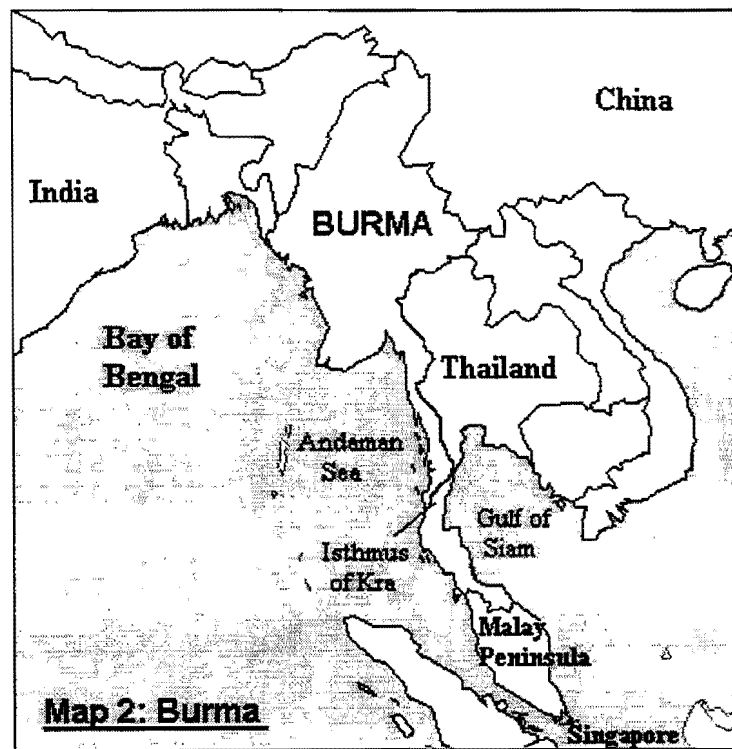 China
India
BURMA
Bay of
Bengal
Thailand
Andaman
Sea
Gulf of
Siam
Isthmus
of Kra
Malay
Peninsula
Map 2: Burma
Singapore